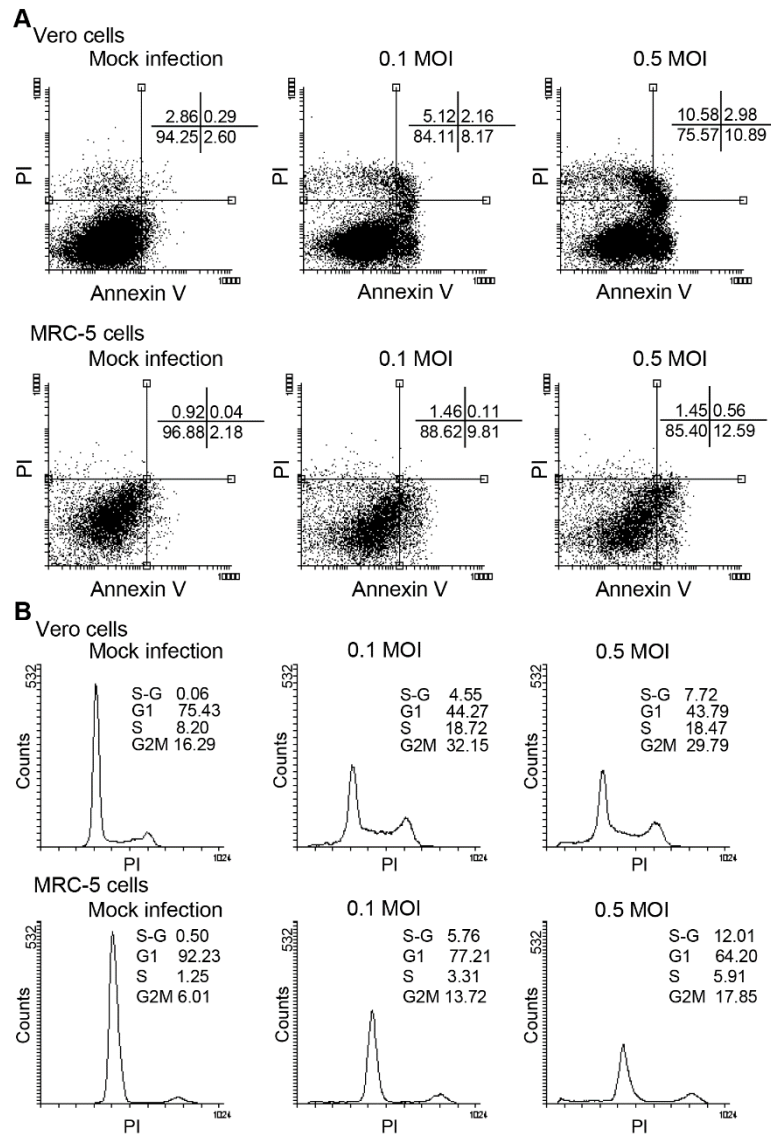 A
Vero cells
Mock infection 0.1 MOI 0.5 MOI
2.86 0.29
94.25 2.60
PI
Annexin V
5.12 2.16
84.11 8.17
PI
Annexin V
10.58 2.98
75.57 10.89
PI
Annexin V
MRC-5 cells
Mock infection 0.1 MOI 0.5 MOI
0.92 0.04
96.88 2.18
PI
Annexin V
1.46 0.11
88.62 9.81
PI
Annexin V
1.45 0.56
85.40 12.59
PI
Annexin V
B
Vero cells
Mock infection 0.1 MOI 0.5 MOI
532
Counts
S-G 0.06
G1 75.43
S 8.20
G2M 16.29
PI
1024
532
Counts
S-G 4.55
G1 44.27
S 18.72
G2M 32.15
PI
1024
532
Counts
S-G 7.72
G1 43.79
S 18.47
G2M 29.79
PI
1024
MRC-5 cells
Mock infection 0.1 MOI 0.5 MOI
532
Counts
S-G 0.50
G1 92.23
S 1.25
G2M 6.01
PI
1024
532
Counts
S-G 5.76
G1 77.21
S 3.31
G2M 13.72
PI
1024
532
Counts
S-G 12.01
G1 64.20
S 5.91
G2M 17.85
PI
1024